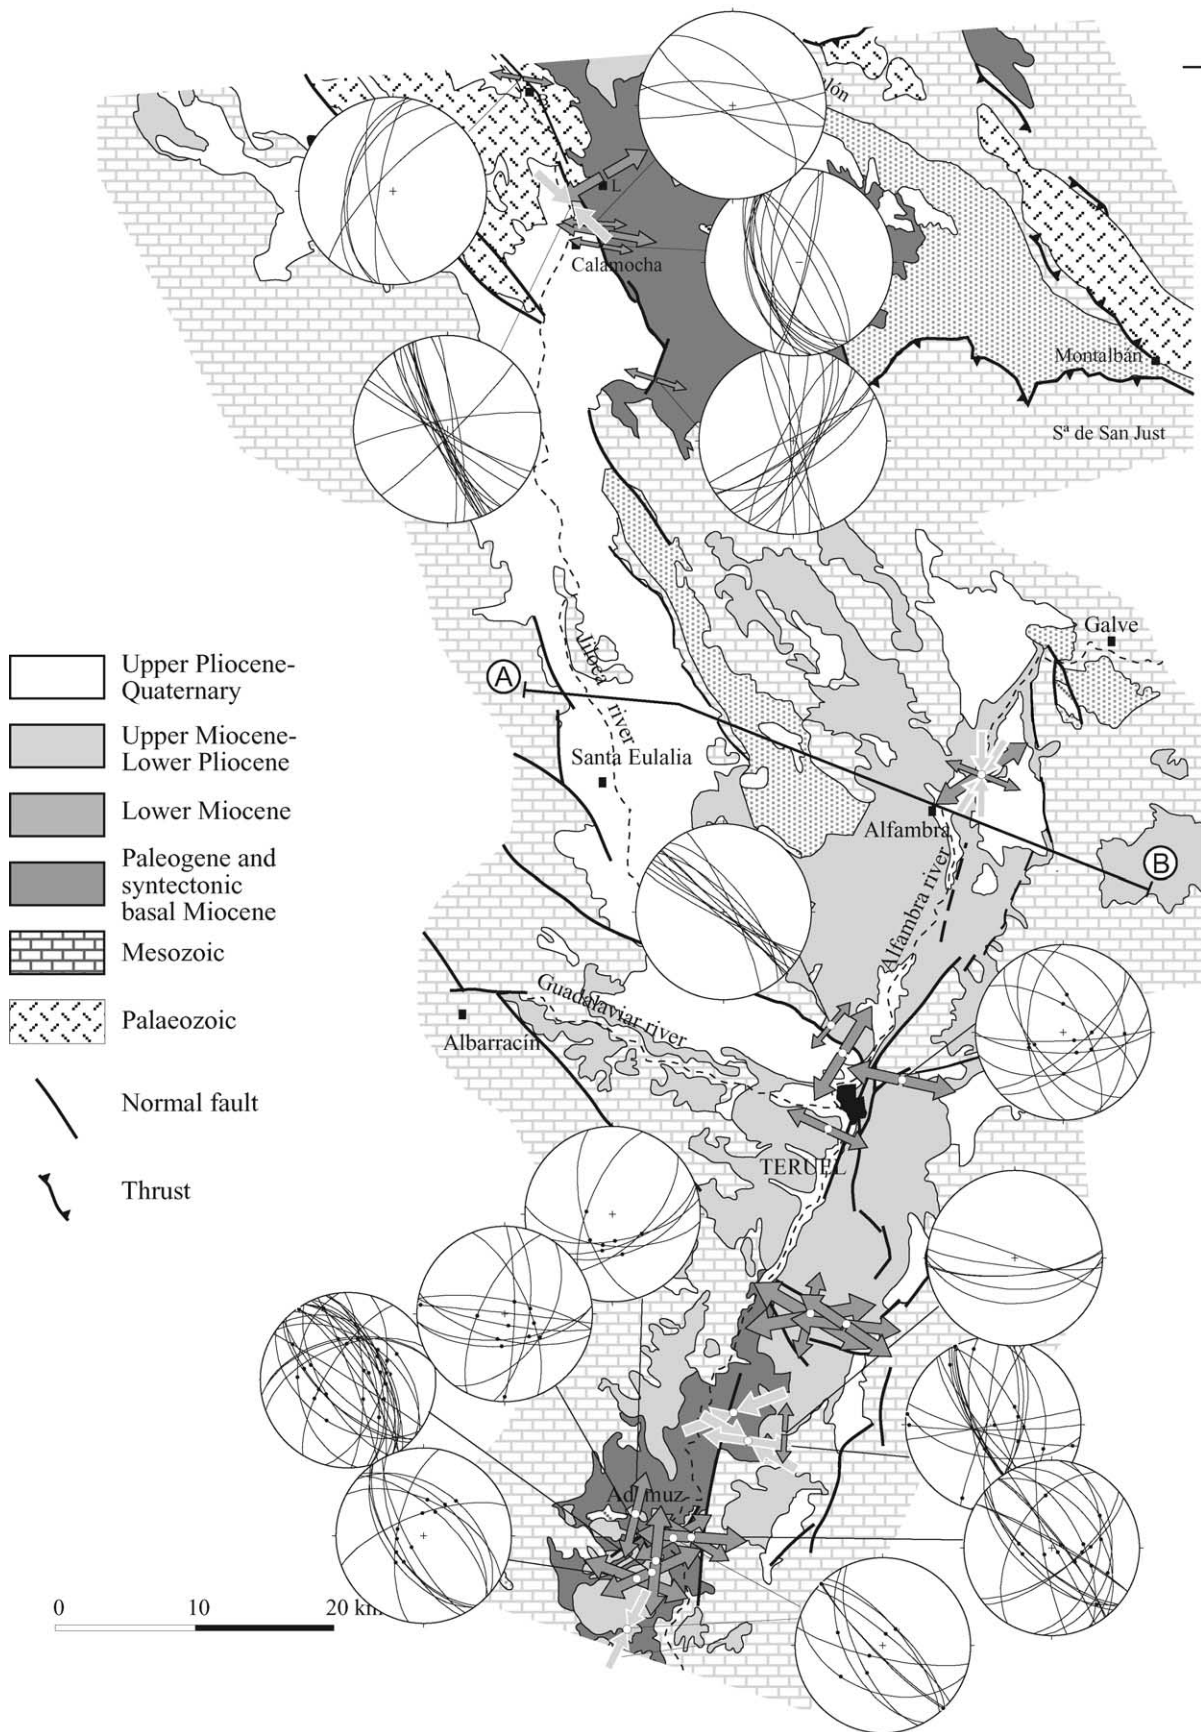 lón
B
L
Calamocha
Montalbán
Sª de San Just
Galve
Upper Pliocene-
Quaternary
Upper Miocene-
Lower Pliocene
Lower Miocene
Paleogene and
syntectonic
basal Miocene
Mesozoic
Palaeozoic
Normal fault
Thrust
A
Jiloca
river
Santa Eulalia
Alfambra
B
Alfambra river
Guadalaviar river
Albarracín
TERUEL
0 10 20 km